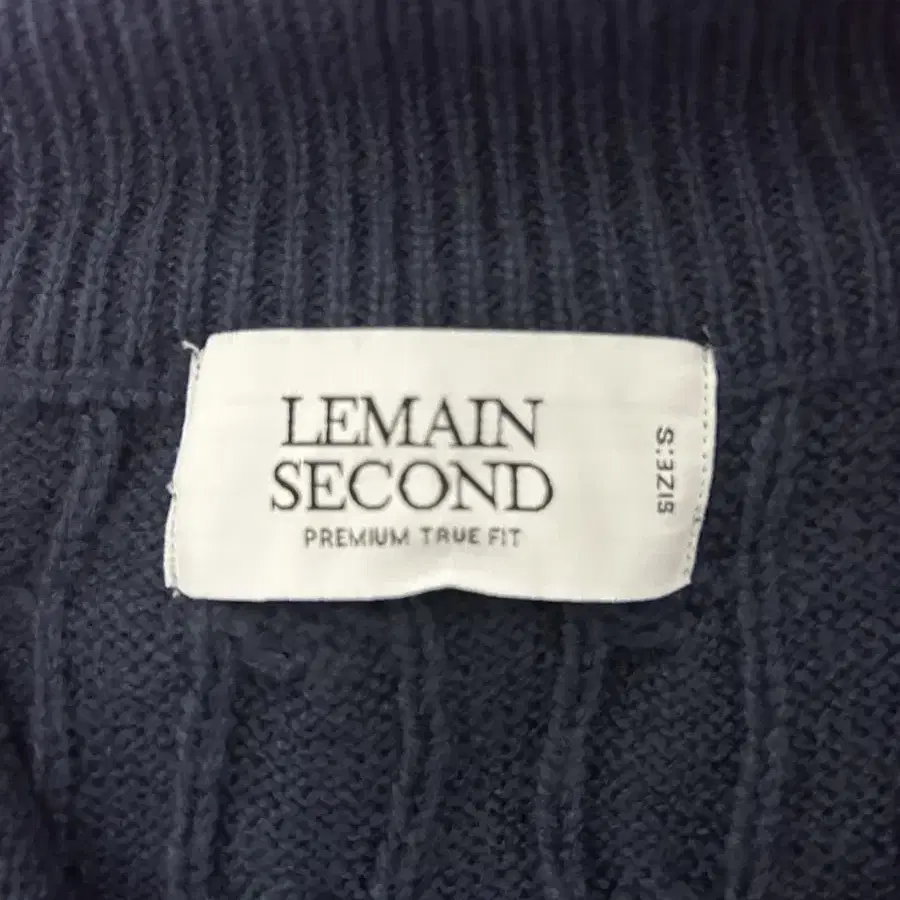 LEMAIN
SECOND
PREMIUM TRUE FIT
SIZE:S